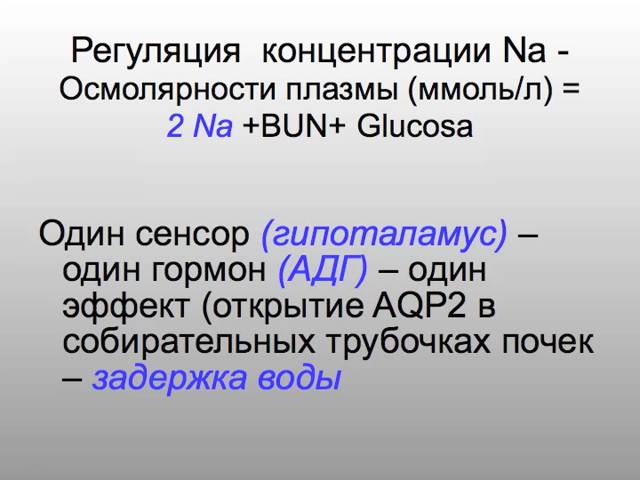 Регуляция концентрации Na -
Осмолярности плазмы (ммоль/л) =
2 Na +BUN+ Glucosa
Один сенсор (гипоталамус) –
один гормон (АДГ) – один
эффект (открытие AQP2 в
собирательных трубочках почек
– задержка воды